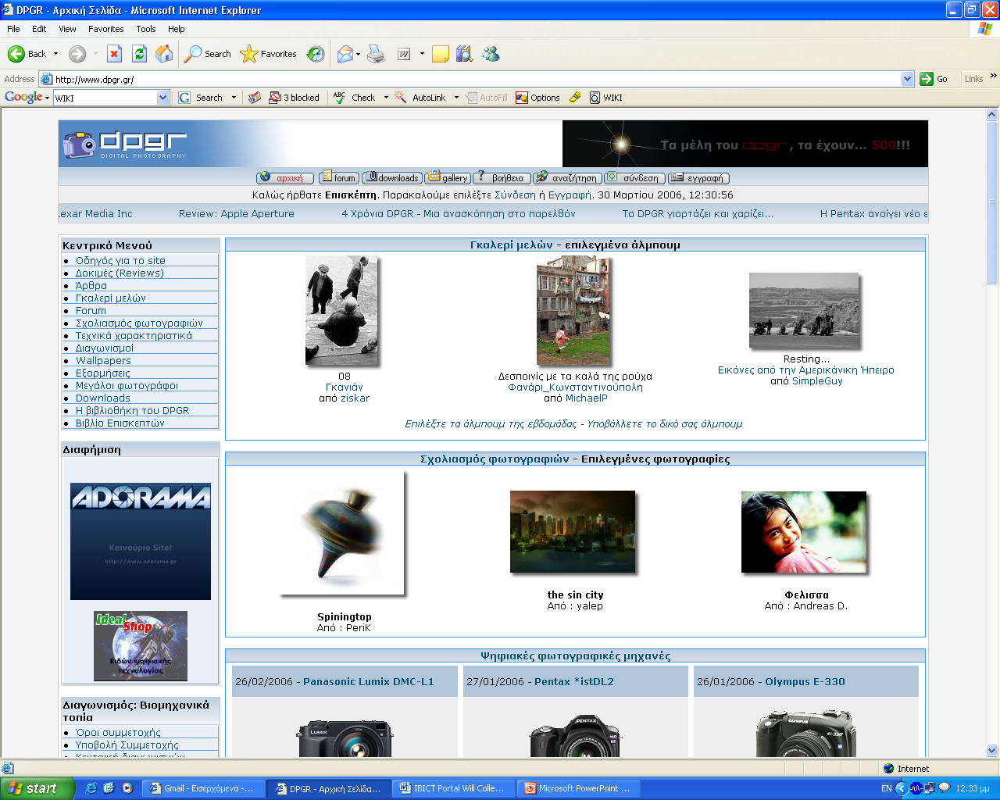 DPGR - Αρχική Σελίδα - Microsoft Internet Explorer
File Edit View Favorites Tools Help
Back Search Favorites
Address http://www.dpgr.gr/ Go Links »
Google WIKI Search 3 blocked ABC Check AutoLink AutoFill Options WIKI
dpgr
DIGITAL PHOTOGRAPHY
Τα μέλη του dpgr, τα έχουν... 500!!!
αρχική forum downloads gallery βοήθεια αναζήτηση σύνδεση εγγραφή
Καλώς ήρθατε Επισκέπτη. Παρακαλούμε επιλέξτε Σύνδεση ή Εγγραφή. 30 Μαρτίου 2006, 12:30:56
Lexar Media Inc Review: Apple Aperture 4 Χρόνια DPGR - Μια ανασκόπηση στο παρελθόν Το DPGR γιορτάζει και χαρίζει... Η Pentax ανοίγει νέο ε
Κεντρικό Μενού
Οδηγός για το site
Δοκιμές (Reviews)
Άρθρα
Γκαλερί μελών
Forum
Σχολιασμός φωτογραφιών
Τεχνικά χαρακτηριστικά
Διαγωνισμοί
Wallpapers
Εξορμήσεις
Μεγάλοι φωτογράφοι
Downloads
Η βιβλιοθήκη του DPGR
Βιβλίο Επισκεπτών
Διαφήμιση
ADORAMA
Καινούριο Site!
http://www.adorama.gr
Ideal Shop
Ειδών ψηφιακής
τεχνολογίας
Διαγωνισμός: Βιομηχανικά
τοπία
Όροι συμμετοχής
Υποβολή Συμμετοχής
Κεντρική διαγωνισμών
Γκαλερί μελών - επιλεγμένα άλμπουμ
08
Γκανιάν
από ziskar
Δεσποινίς με τα καλά της ρούχα
Φανάρι_Κωνσταντινούπολη
από MichaelP
Resting...
Εικόνες από την Αμερικάνικη Ήπειρο
από SimpleGuy
Επιλέξτε τα άλμπουμ της εβδομάδας - Υποβάλλετε το δικό σας άλμπουμ
Σχολιασμός φωτογραφιών - Επιλεγμένες φωτογραφίες
Spiningtop
Από : PeriK
the sin city
Από : yalep
Φελισσα
Από : Andreas D.
Ψηφιακές φωτογραφικές μηχανές
26/02/2006 - Panasonic Lumix DMC-L1
27/01/2006 - Pentax *istDL2
26/01/2006 - Olympus E-330
LUMIX
PENTAX
OLYMPUS
E-330
Internet
start Gmail - Εισερχόμενα -... DPGR - Αρχική Σελίδα... IBICT Portal Will Colle... Microsoft PowerPoint ... EN 12:33 μμ